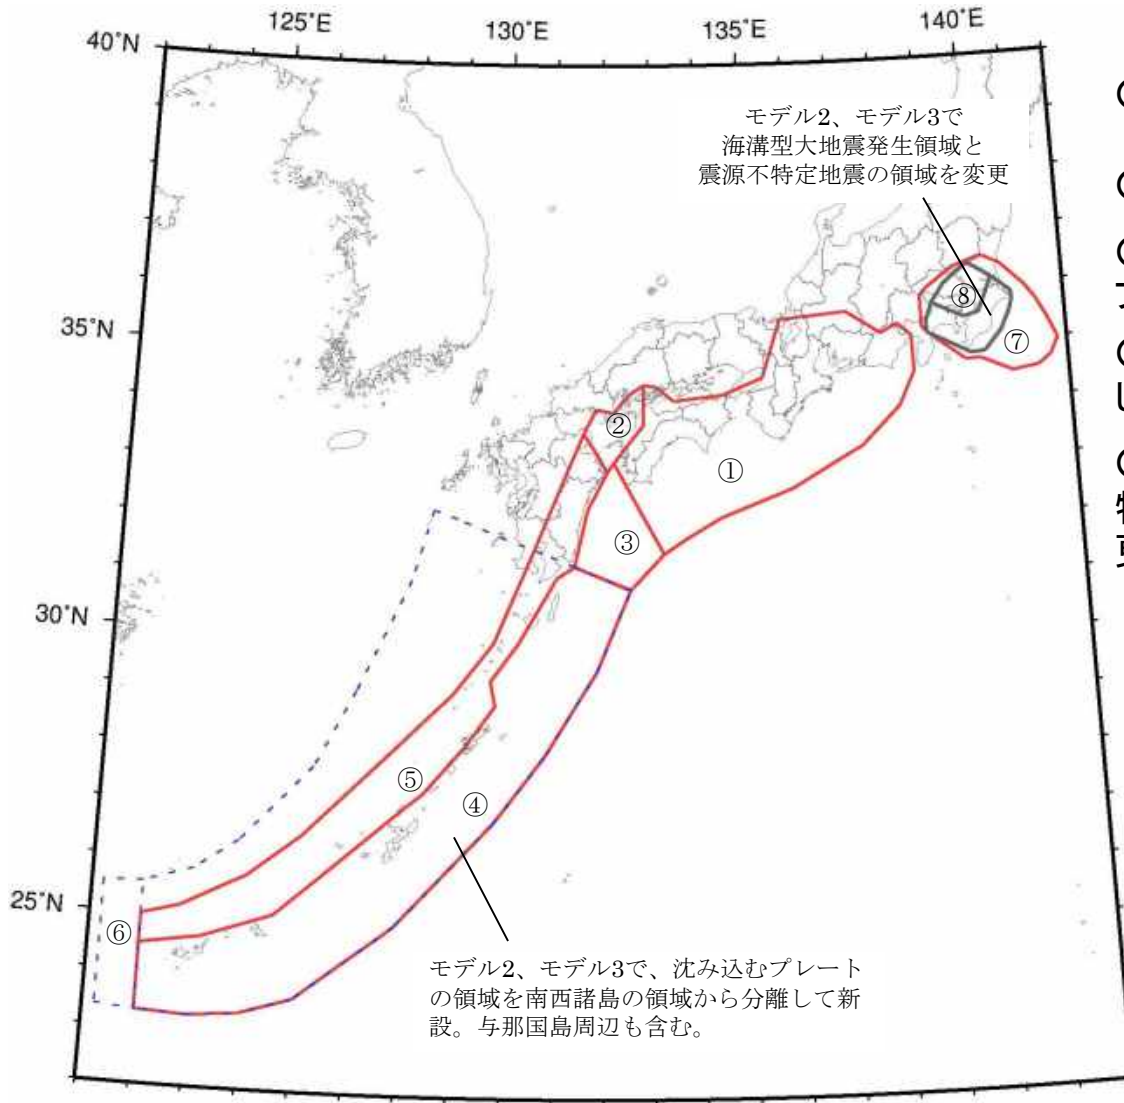 125°E
130°E
135°E
140°E
40°N
モデル2、モデル3で
海溝型大地震発生領域と
震源不特定地震の領域を変更
⑧
35°N
⑦
②
①
③
30°N
⑤
④
25°N
⑥
モデル2、モデル3で、沈み込むプレート
の領域を南西諸島の領域から分離して新
設。与那国島周辺も含む。